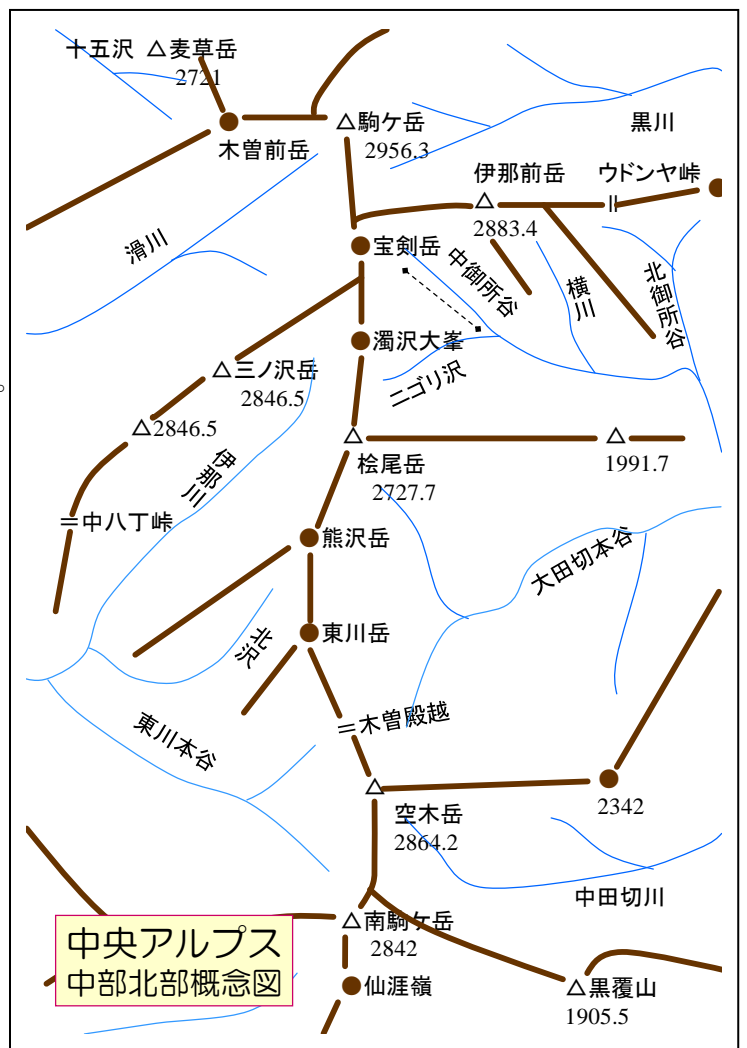 十五沢 △麦草岳
2721
木曽前岳
△駒ケ岳
2956.3
黒川
伊那前岳
△
2883.4
ウドンヤ峠
滑川
宝剣岳
中御所谷
横川
北御所谷
濁沢大峯
ニゴリ沢
△三ノ沢岳
2846.5
△2846.5
伊那川
△
桧尾岳
2727.7
△
1991.7
=中八丁峠
熊沢岳
大田切本谷
北沢
東川岳
東川本谷
=木曽殿越
△
空木岳
2864.2
2342
中田切川
△南駒ケ岳
2842
仙涯嶺
△黒覆山
1905.5
中央アルプス
中部北部概念図